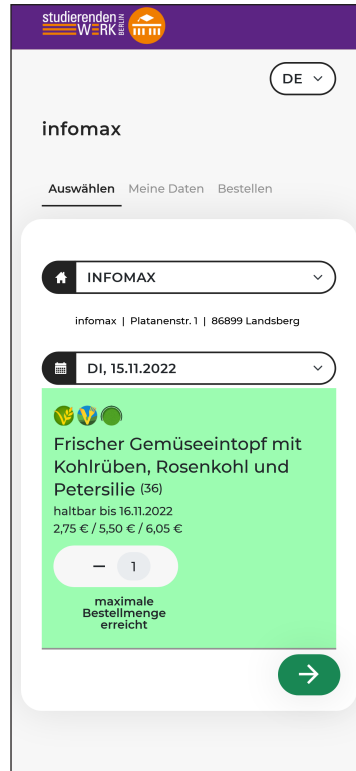 studierenden
WERK BERLIN
DE
infomax
Auswählen Meine Daten Bestellen
INFOMAX
infomax | Platanenstr. 1 | 86899 Landsberg
DI, 15.11.2022
Frischer Gemüseeintopf mit
Kohlrüben, Rosenkohl und
Petersilie (36)
haltbar bis 16.11.2022
2,75 € / 5,50 € / 6,05 €
– 1
maximale
Bestellmenge
erreicht